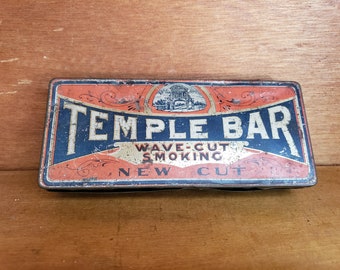 TEMPLE BAR
WAVE-CUT
SMOKING
NEW CUT